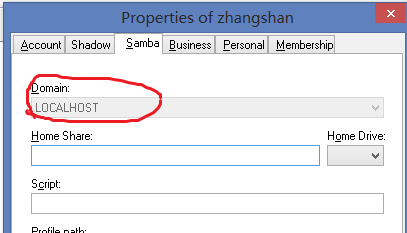 Properties of zhangshan
Account Shadow Samba Business Personal Membership
Domain:
LOCALHOST
Home Share: Home Drive:
Script:
Profile path: